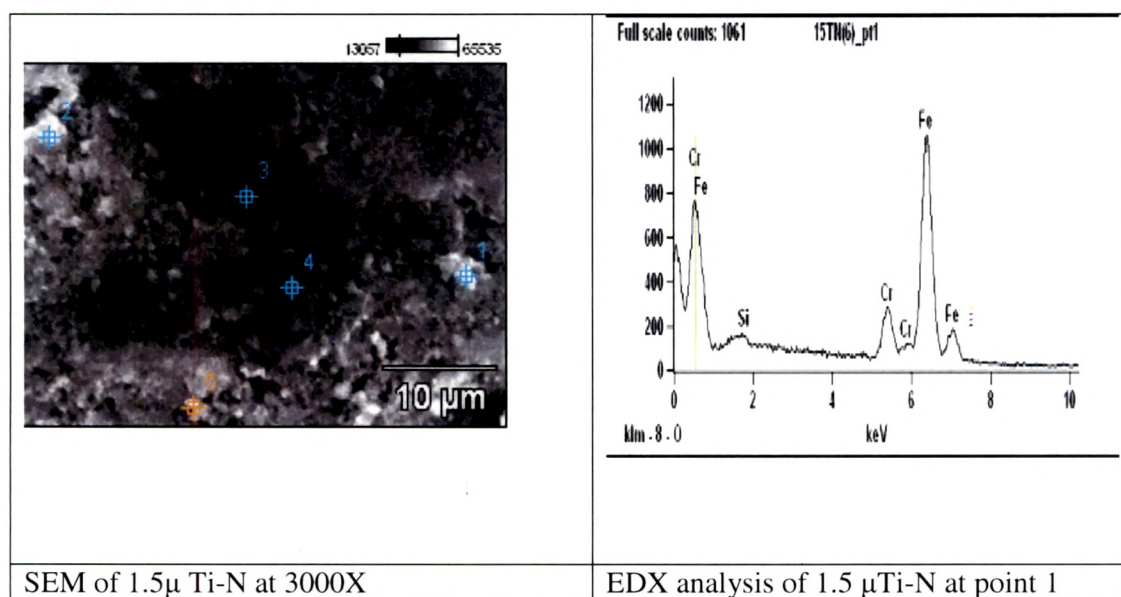 13057 65535
2
3
4
1
5
10 µm
SEM of 1.5µ Ti-N at 3000X
Full scale counts: 1061 15TN(6)_pt1
1200
1000
800
600
400
200
0
Cr
Fe
Si
Cr
Cr
Fe
Fe
0 2 4 6 8 10
klm - 8 - O keV
EDX analysis of 1.5 µTi-N at point 1